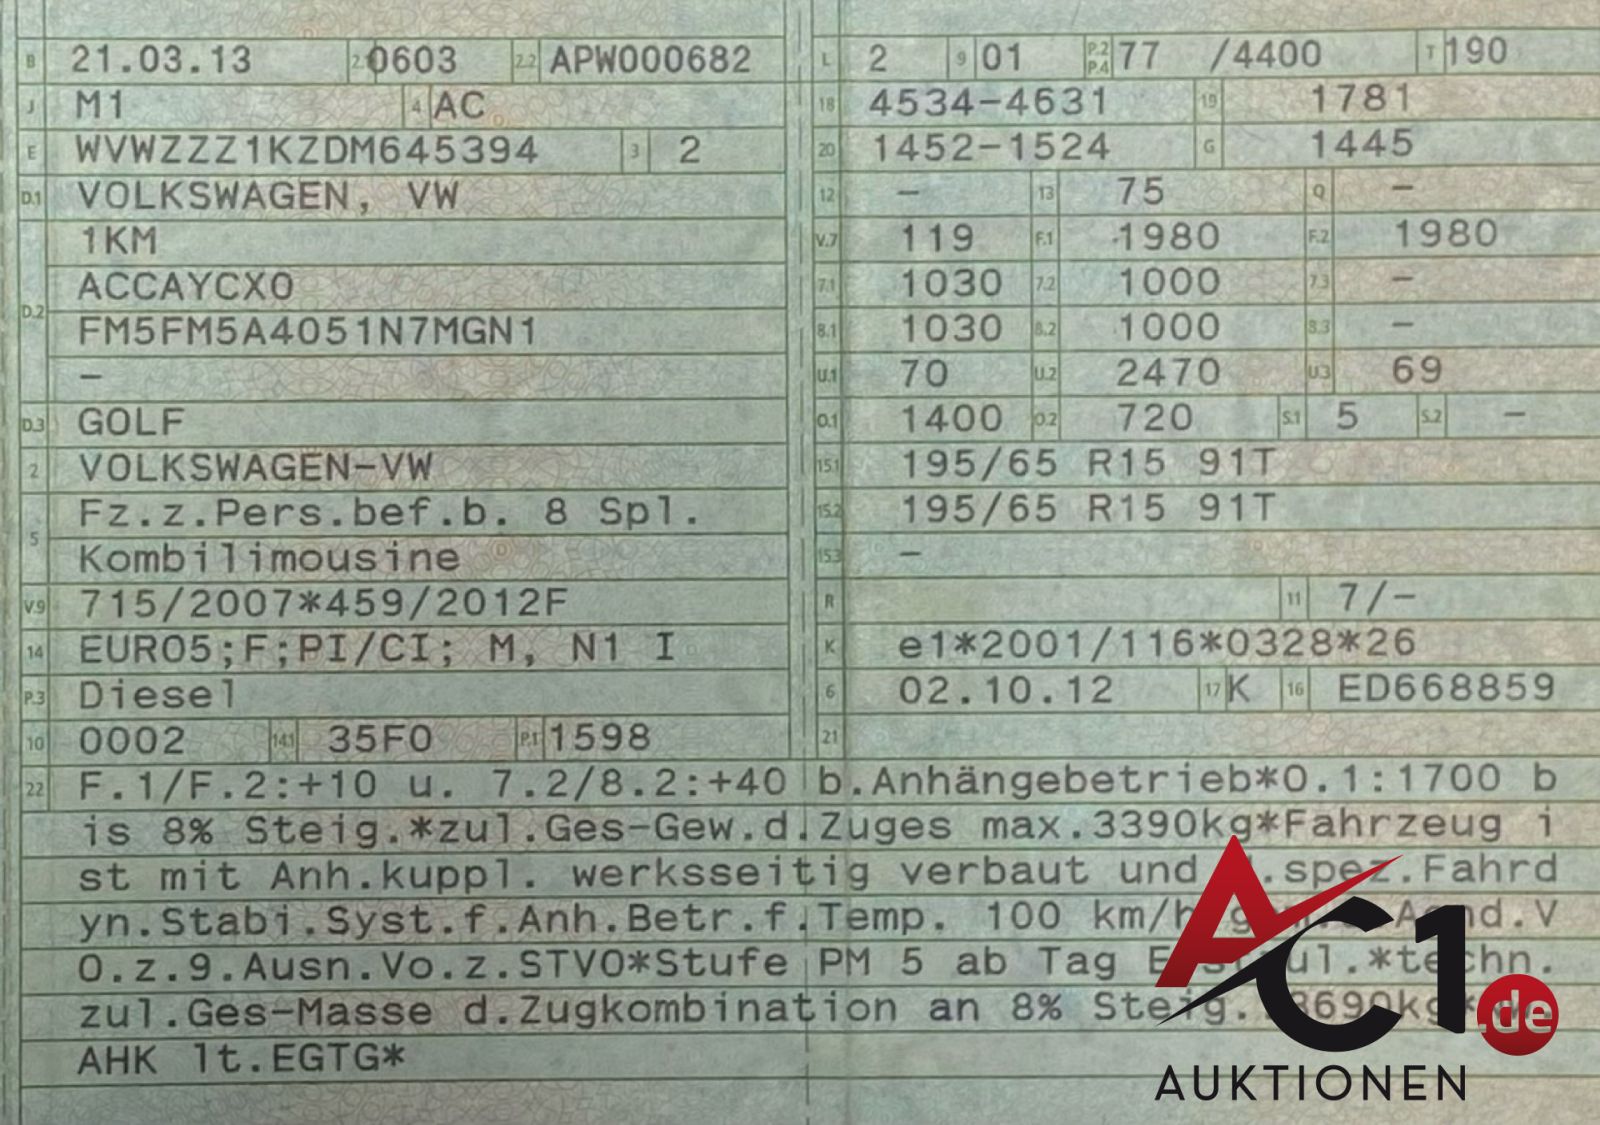 B 21.03.13 2.1 0603 2.2 APW000682
J M1 4 AC
E WVWZZZ1KZDM645394 3 2
D.1 VOLKSWAGEN, VW
1KM
D.2 ACCAYCX0
FM5FM5A4051N7MGN1
–
D.3 GOLF
2 VOLKSWAGEN-VW
5 Fz.z.Pers.bef.b. 8 Spl.
Kombilimousine
V.9 715/2007*459/2012F
14 EURO5;F;PI/CI; M, N1 I
P.3 Diesel
10 0002 14.1 35F0 P.1 1598
L 2 9 01 P.2 P.4 77 /4400 T 190
18 4534-4631 19 1781
20 1452-1524 G 1445
12 – 13 75 Q –
V.7 119 F.1 1980 F.2 1980
7.1 1030 7.2 1000 7.3 –
8.1 1030 8.2 1000 8.3 –
U.1 70 U.2 2470 U.3 69
O.1 1400 O.2 720 S.1 5 S.2 –
15.1 195/65 R15 91T
15.2 195/65 R15 91T
15.3 –
R 11 7/–
K e1*2001/116*0328*26
6 02.10.12 17 K 16 ED668859
21
22 F.1/F.2:+10 u. 7.2/8.2:+40 b.Anhängebetrieb*O.1:1700 b
is 8% Steig.*zul.Ges-Gew.d.Zuges max.3390kg*Fahrzeug i
st mit Anh.kuppl. werksseitig verbaut und .spez.Fahrd
yn.Stabi.Syst.f.Anh.Betr.f.Temp. 100 km/h nd.V
O.z.9.Ausn.Vo.z.STVO*Stufe PM 5 ab Tag ul.*techn.
zul.Ges-Masse d.Zugkombination an 8% Steig. 3690kg*
AHK lt.EGTG*
AC1.de
AUKTIONEN